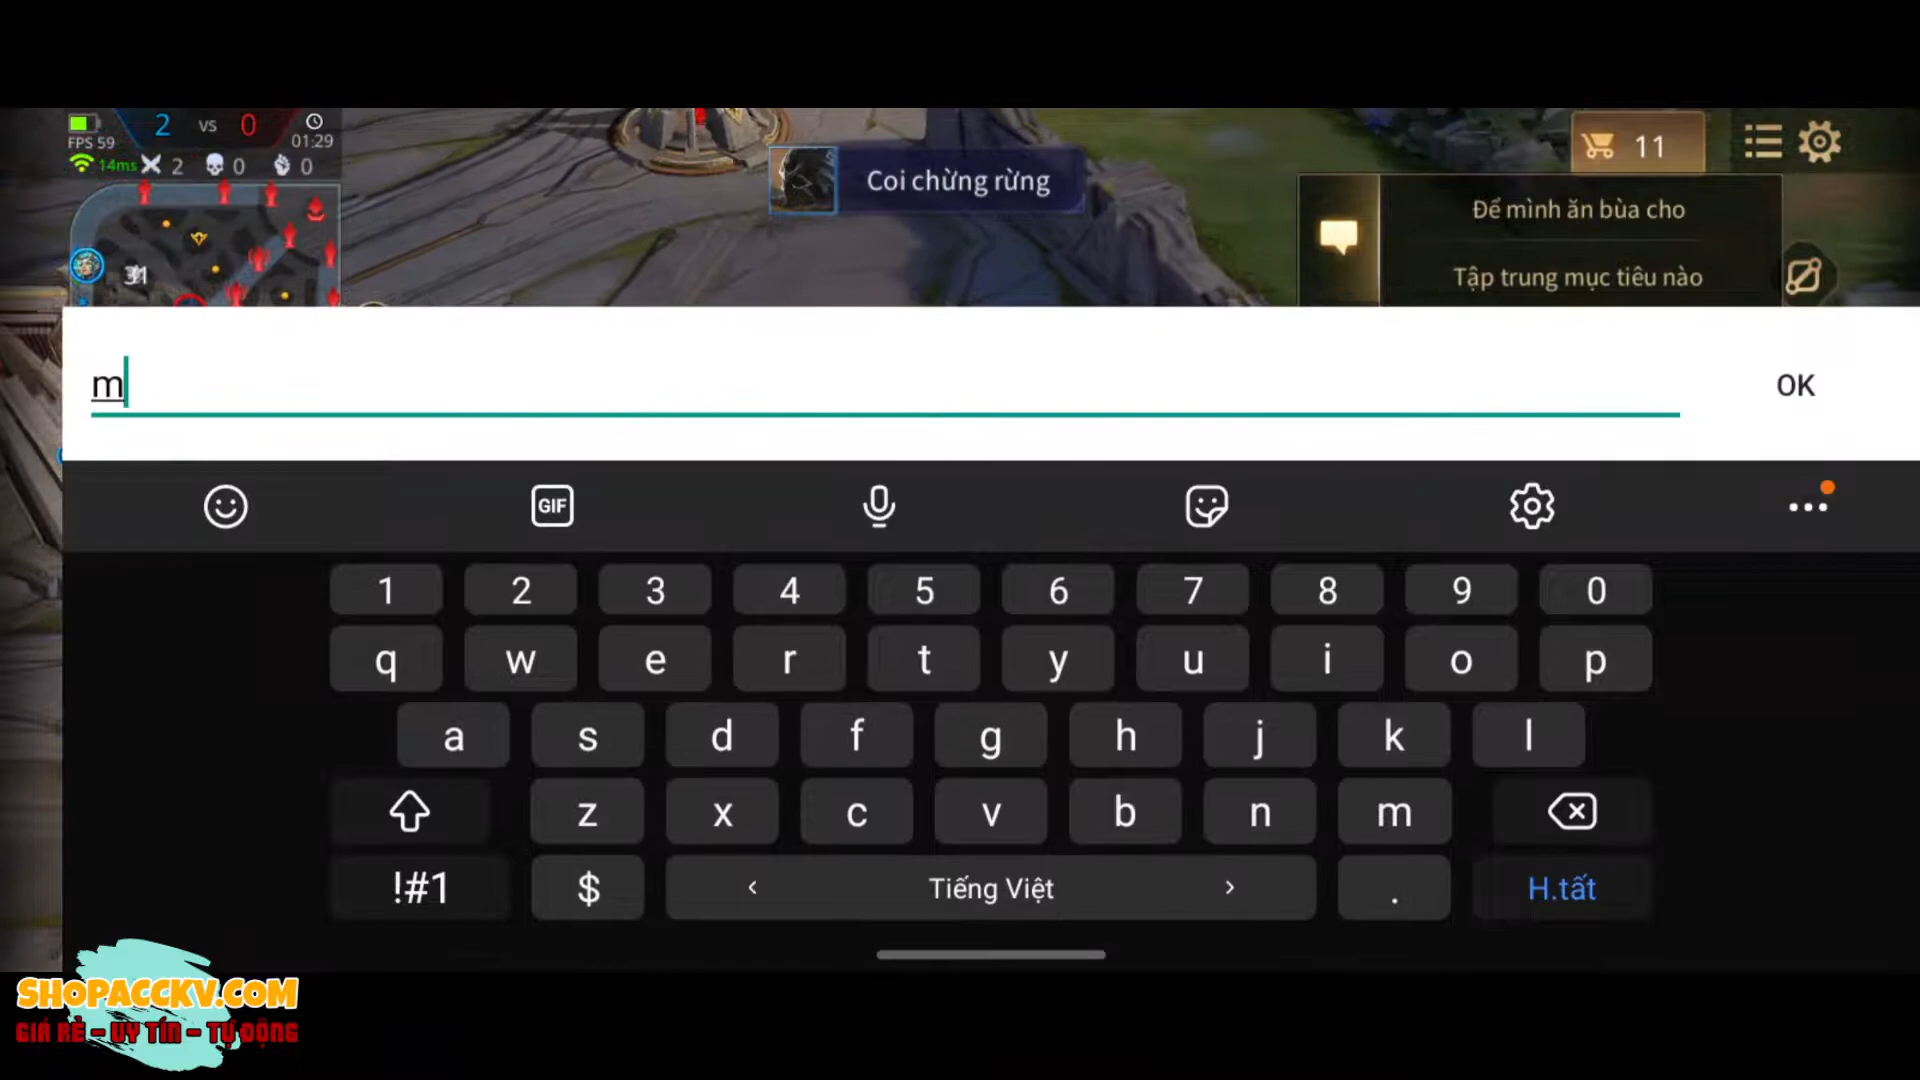 2 vs 0
FPS 59
01:29
14ms 2 0 0
31
Coi chừng rừng
11
Để mình ăn bùa cho
Tập trung mục tiêu nào
m
OK
GIF
1 2 3 4 5 6 7 8 9 0
q w e r t y u i o p
a s d f g h j k l
z x c v b n m
!#1 $ < Tiếng Việt > . H.tất
SHOPACCKV.COM
GIÁ RẺ - UY TÍN - TỰ ĐỘNG